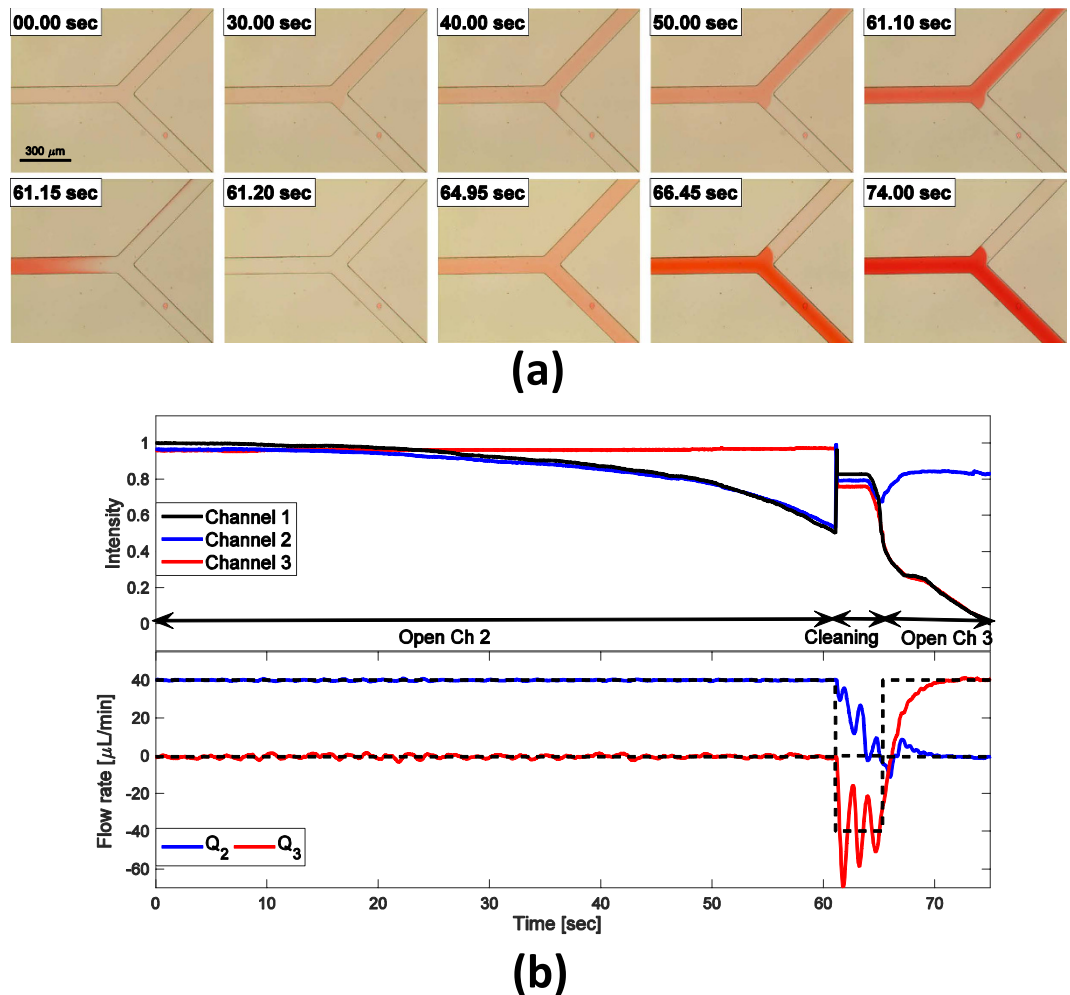 00.00 sec
30.00 sec
40.00 sec
50.00 sec
61.10 sec
300 μm
61.15 sec
61.20 sec
64.95 sec
66.45 sec
74.00 sec
(a)
1
0.8
0.6
0.4
0.2
0
Intensity
Channel 1
Channel 2
Channel 3
Open Ch 2
Cleaning
Open Ch 3
40
20
0
-20
-40
-60
Flow rate [μL/min]
Q2
Q3
0
10
20
30
40
50
60
70
Time [sec]
(b)